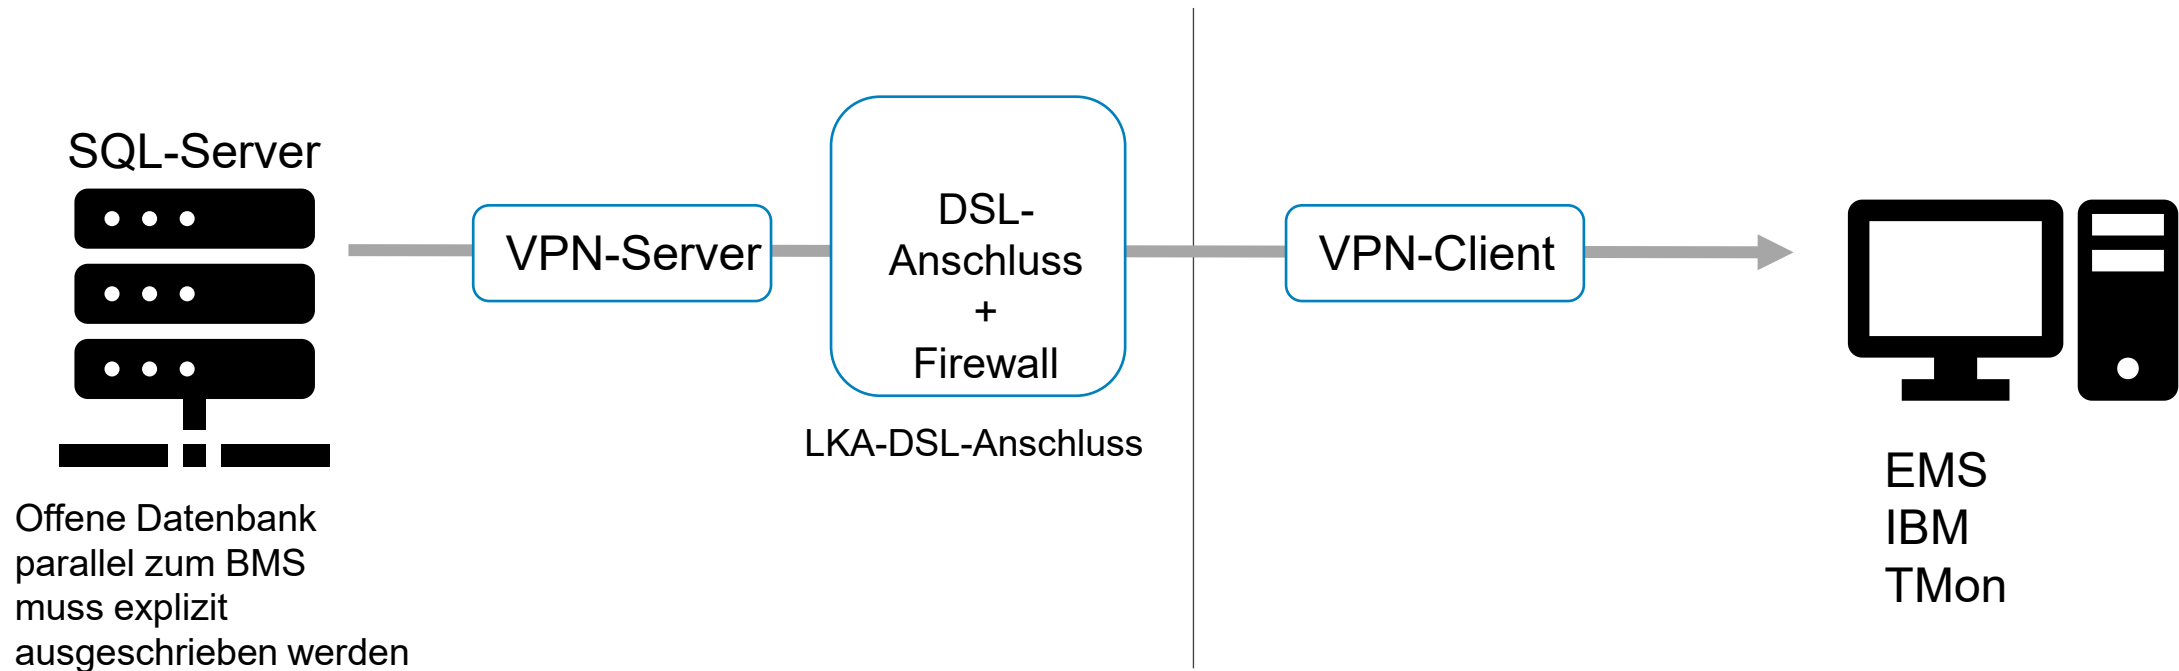 SQL-Server
Offene Datenbank
parallel zum BMS
muss explizit
ausgeschrieben werden
VPN-Server
DSL-
Anschluss
+
Firewall
LKA-DSL-Anschluss
VPN-Client
EMS
IBM
TMon